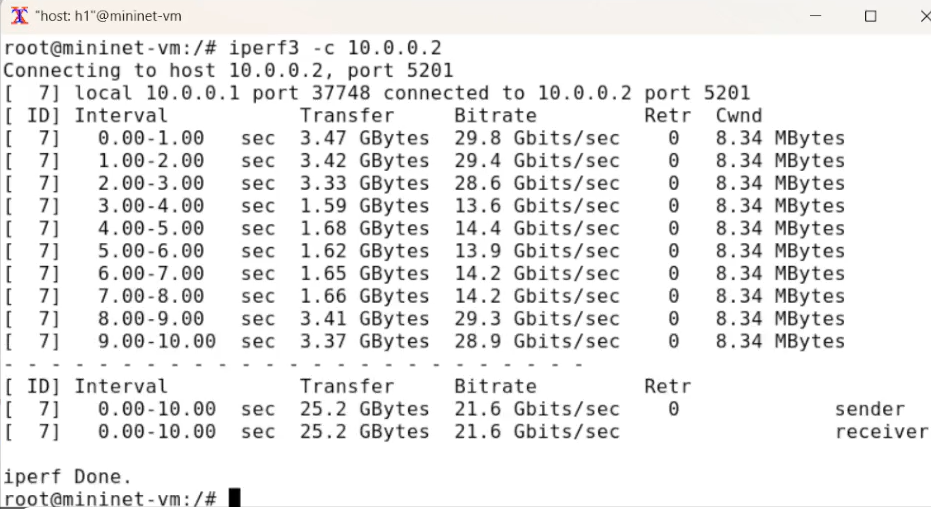 "host: h1"@mininet-vm
root@mininet-vm:/# iperf3 -c 10.0.0.2
Connecting to host 10.0.0.2, port 5201
[  7] local 10.0.0.1 port 37748 connected to 10.0.0.2 port 5201
[ ID] Interval           Transfer     Bitrate         Retr  Cwnd
[  7]   0.00-1.00   sec  3.47 GBytes  29.8 Gbits/sec    0   8.34 MBytes
[  7]   1.00-2.00   sec  3.42 GBytes  29.4 Gbits/sec    0   8.34 MBytes
[  7]   2.00-3.00   sec  3.33 GBytes  28.6 Gbits/sec    0   8.34 MBytes
[  7]   3.00-4.00   sec  1.59 GBytes  13.6 Gbits/sec    0   8.34 MBytes
[  7]   4.00-5.00   sec  1.68 GBytes  14.4 Gbits/sec    0   8.34 MBytes
[  7]   5.00-6.00   sec  1.62 GBytes  13.9 Gbits/sec    0   8.34 MBytes
[  7]   6.00-7.00   sec  1.65 GBytes  14.2 Gbits/sec    0   8.34 MBytes
[  7]   7.00-8.00   sec  1.66 GBytes  14.2 Gbits/sec    0   8.34 MBytes
[  7]   8.00-9.00   sec  3.41 GBytes  29.3 Gbits/sec    0   8.34 MBytes
[  7]   9.00-10.00  sec  3.37 GBytes  28.9 Gbits/sec    0   8.34 MBytes
- - - - - - - - - - - - - - - - - - - - - - - - -
[ ID] Interval           Transfer     Bitrate         Retr
[  7]   0.00-10.00  sec  25.2 GBytes  21.6 Gbits/sec    0             sender
[  7]   0.00-10.00  sec  25.2 GBytes  21.6 Gbits/sec                  receiver
iperf Done.
root@mininet-vm:/#